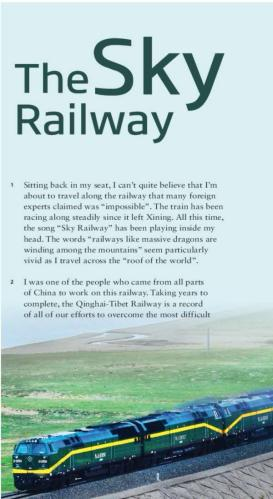 The Sky
Railway
1 Sitting back in my seat, I can't quite believe that I'm
about to travel along the railway that many foreign
experts claimed was “impossible”. The train has been
racing along steadily since it left Xining. All this time,
the song “Sky Railway” has been playing inside my
head. The words “railways like massive dragons are
winding among the mountains” seem particularly
vivid as I travel across the “roof of the world”.
2 I was one of the people who came from all parts
of China to work on this railway. Taking years to
complete, the Qinghai-Tibet Railway is a record
of all of our efforts to overcome the most difficult